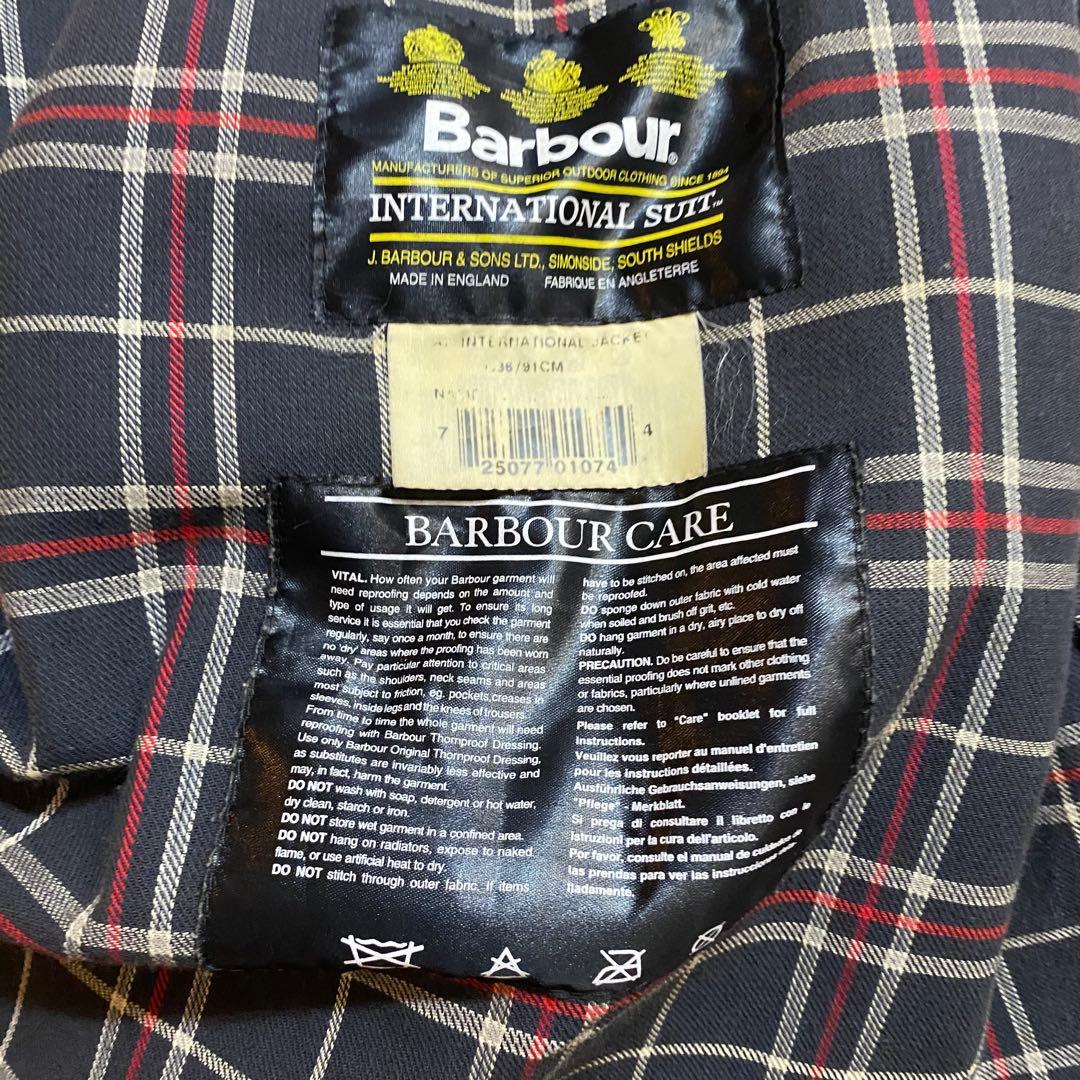 Barbour®
MANUFACTURERS OF SUPERIOR OUTDOOR CLOTHING SINCE 1894
INTERNATIONAL SUIT™
J. BARBOUR & SONS LTD., SIMONSIDE, SOUTH SHIELDS
MADE IN ENGLAND FABRIQUE EN ANGLETERRE
INTERNATIONAL JACKET
36/91CM
7 25077 01074 4
BARBOUR CARE
VITAL. How often your Barbour garment will
need reproofing depends on the amount and
type of usage it will get. To ensure its long
service it is essential that you check the garment
regularly, say once a month, to ensure there are
no 'dry' areas where the proofing has been worn
away. Pay particular attention to critical areas
such as the shoulders, neck seams and areas
most subject to friction, eg. pockets, creases in
sleeves, inside legs and the knees of trousers.
From time to time the whole garment will need
reproofing with Barbour Thornproof Dressing.
Use only Barbour Original Thornproof Dressing,
as substitutes are invariably less effective and
may, in fact, harm the garment.
DO NOT wash with soap, detergent or hot water,
dry clean, starch or iron.
DO NOT store wet garment in a confined area.
DO NOT hang on radiators, expose to naked
flame, or use artificial heat to dry.
DO NOT stitch through outer fabric. If items
have to be stitched on, the area affected must
be reproofed.
DO sponge down outer fabric with cold water
when soiled and brush off grit, etc.
DO hang garment in a dry, airy place to dry off
naturally.
PRECAUTION. Do be careful to ensure that the
essential proofing does not mark other clothing
or fabrics, particularly where unlined garments
are chosen.
Please refer to "Care" booklet for full
instructions.
Veuillez vous reporter au manuel d'entretien
pour les instructions détaillées.
Ausführliche Gebrauchsanweisungen, siehe
"Pflege" - Merkblatt.
Si prega di consultare il libretto con le
istruzioni per la cura dell'articolo.
Por favor, consulte el manual de cuidados de
las prendas para ver las instrucciones
lladamente.